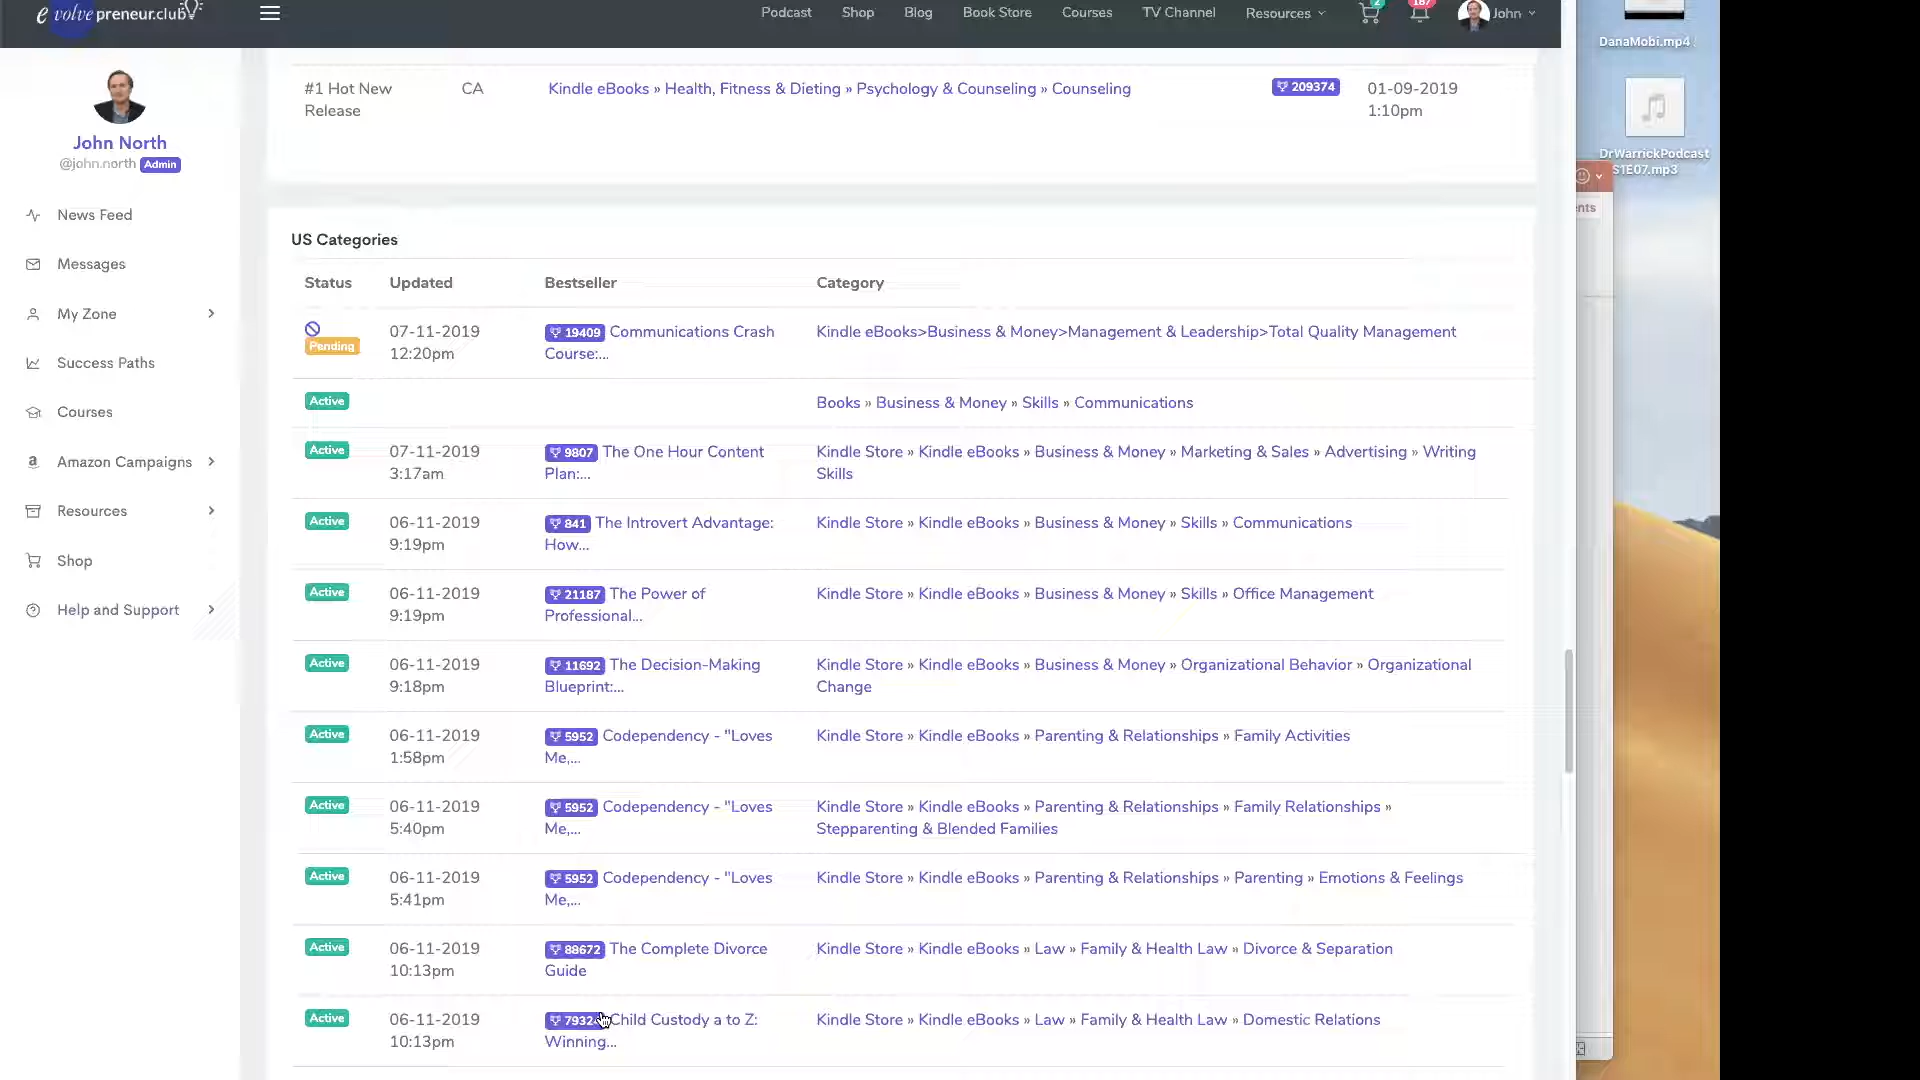 evolvepreneur.club
Podcast Shop Blog Book Store Courses TV Channel Resources 2 187 John
John North
@john.north Admin
News Feed
Messages
My Zone
Success Paths
Courses
Amazon Campaigns
Resources
Shop
Help and Support
#1 Hot New CA Kindle eBooks » Health, Fitness & Dieting » Psychology & Counseling » Counseling 209374 01-09-2019
Release 1:10pm
US Categories
Status Updated Bestseller Category
07-11-2019 19409 Communications Crash Kindle eBooks>Business & Money>Management & Leadership>Total Quality Management
Pending 12:20pm Course:...
Active Books » Business & Money » Skills » Communications
Active 07-11-2019 9807 The One Hour Content Kindle Store » Kindle eBooks » Business & Money » Marketing & Sales » Advertising » Writing
3:17am Plan:... Skills
Active 06-11-2019 841 The Introvert Advantage: Kindle Store » Kindle eBooks » Business & Money » Skills » Communications
9:19pm How...
Active 06-11-2019 21187 The Power of Kindle Store » Kindle eBooks » Business & Money » Skills » Office Management
9:19pm Professional...
Active 06-11-2019 11692 The Decision-Making Kindle Store » Kindle eBooks » Business & Money » Organizational Behavior » Organizational
9:18pm Blueprint:... Change
Active 06-11-2019 5952 Codependency - "Loves Kindle Store » Kindle eBooks » Parenting & Relationships » Family Activities
1:58pm Me,...
Active 06-11-2019 5952 Codependency - "Loves Kindle Store » Kindle eBooks » Parenting & Relationships » Family Relationships »
5:40pm Me,... Stepparenting & Blended Families
Active 06-11-2019 5952 Codependency - "Loves Kindle Store » Kindle eBooks » Parenting & Relationships » Parenting » Emotions & Feelings
5:41pm Me,...
Active 06-11-2019 88672 The Complete Divorce Kindle Store » Kindle eBooks » Law » Family & Health Law » Divorce & Separation
10:13pm Guide
Active 06-11-2019 Child Custody a to Z: Kindle Store » Kindle eBooks » Law » Family & Health Law » Domestic Relations
10:13pm Winning...
DanaMobi.mp4
DrWarrickPodcast
S1E07.mp3